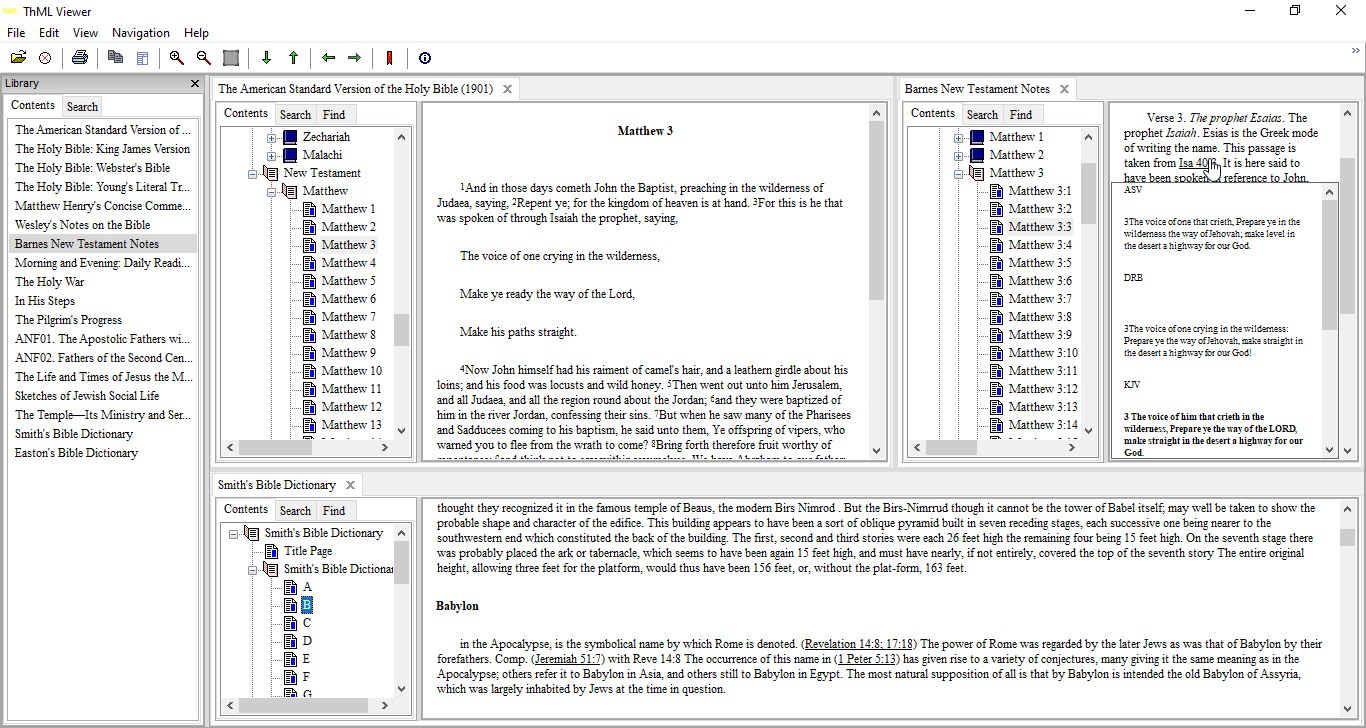 ThML Viewer
File Edit View Navigation Help
Library
Contents Search
The American Standard Version of ...
The Holy Bible: King James Version
The Holy Bible: Webster's Bible
The Holy Bible: Young's Literal Tr...
Matthew Henry's Concise Comme...
Wesley's Notes on the Bible
Barnes New Testament Notes
Morning and Evening: Daily Readi...
The Holy War
In His Steps
The Pilgrim's Progress
ANF01. The Apostolic Fathers wi...
ANF02. Fathers of the Second Cen...
The Life and Times of Jesus the M...
Sketches of Jewish Social Life
The Temple—Its Ministry and Ser...
Smith's Bible Dictionary
Easton's Bible Dictionary
The American Standard Version of the Holy Bible (1901)
Contents Search Find
Zechariah
Malachi
New Testament
Matthew
Matthew 1
Matthew 2
Matthew 3
Matthew 4
Matthew 5
Matthew 6
Matthew 7
Matthew 8
Matthew 9
Matthew 10
Matthew 11
Matthew 12
Matthew 13
Matthew 3
1And in those days cometh John the Baptist, preaching in the wilderness of
Judaea, saying, 2Repent ye; for the kingdom of heaven is at hand. 3For this is he that
was spoken of through Isaiah the prophet, saying,
The voice of one crying in the wilderness,
Make ye ready the way of the Lord,
Make his paths straight.
4Now John himself had his raiment of camel's hair, and a leathern girdle about his
loins; and his food was locusts and wild honey. 5Then went out unto him Jerusalem,
and all Judaea, and all the region round about the Jordan; 6and they were baptized of
him in the river Jordan, confessing their sins. 7But when he saw many of the Pharisees
and Sadducees coming to his baptism, he said unto them, Ye offspring of vipers, who
warned you to flee from the wrath to come? 8Bring forth therefore fruit worthy of
Barnes New Testament Notes
Contents Search Find
Matthew 1
Matthew 2
Matthew 3
Matthew 3:1
Matthew 3:2
Matthew 3:3
Matthew 3:4
Matthew 3:5
Matthew 3:6
Matthew 3:7
Matthew 3:8
Matthew 3:9
Matthew 3:10
Matthew 3:11
Matthew 3:12
Matthew 3:13
Matthew 3:14
Verse 3. The prophet Esaias. The
prophet Isaiah. Esias is the Greek mode
of writing the name. This passage is
taken from Isa 40 It is here said to
have been spoken reference to John.
ASV
3The voice of one that crieth, Prepare ye in the
wilderness the way of Jehovah; make level in
the desert a highway for our God.
DRB
3The voice of one crying in the wilderness:
Prepare ye the way of Jehovah, make straight in
the desert a highway for our God!
KJV
3 The voice of him that crieth in the
wilderness, Prepare ye the way of the LORD,
make straight in the desert a highway for our
God.
Smith's Bible Dictionary
Contents Search Find
Smith's Bible Dictionary
Title Page
Smith's Bible Dictionar
A
B
C
D
E
F
G
thought they recognized it in the famous temple of Beaus, the modern Birs Nimrod . But the Birs-Nimrrud though it cannot be the tower of Babel itself; may well be taken to show the
probable shape and character of the edifice. This building appears to have been a sort of oblique pyramid built in seven receding stages, each successive one being nearer to the
southwestern end which constituted the back of the building. The first, second and third stories were each 26 feet high the remaining four being 15 feet high. On the seventh stage there
was probably placed the ark or tabernacle, which seems to have been again 15 feet high, and must have nearly, if not entirely, covered the top of the seventh story The entire original
height, allowing three feet for the platform, would thus have been 156 feet, or, without the plat-form, 163 feet.
Babylon
in the Apocalypse, is the symbolical name by which Rome is denoted. (Revelation 14:8; 17:18) The power of Rome was regarded by the later Jews as was that of Babylon by their
forefathers. Comp. (Jeremiah 51:7) with Reve 14:8 The occurrence of this name in (1 Peter 5:13) has given rise to a variety of conjectures, many giving it the same meaning as in the
Apocalypse; others refer it to Babylon in Asia, and others still to Babylon in Egypt. The most natural supposition of all is that by Babylon is intended the old Babylon of Assyria,
which was largely inhabited by Jews at the time in question.